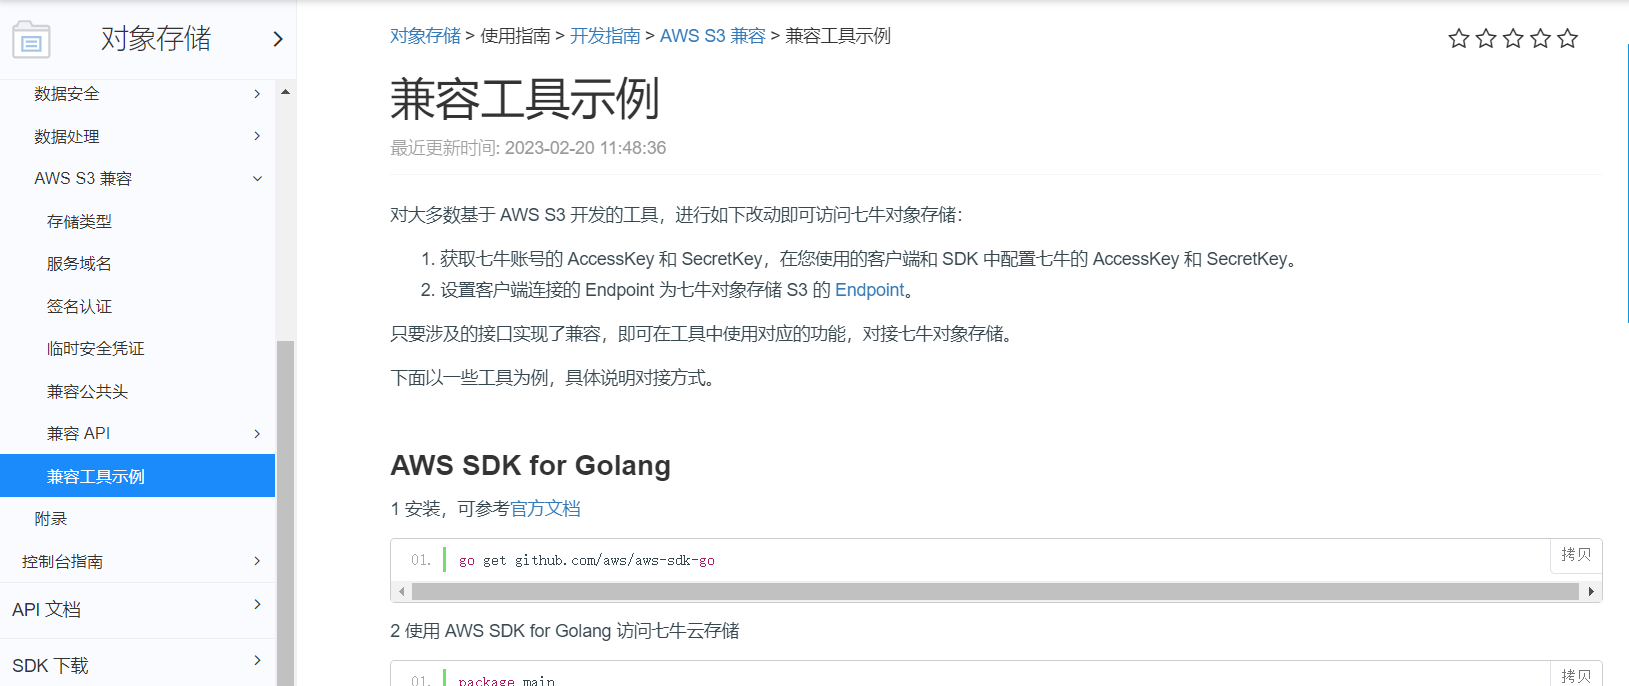 对象存储
数据安全
数据处理
AWS S3 兼容
存储类型
服务域名
签名认证
临时安全凭证
兼容公共头
兼容 API
兼容工具示例
附录
控制台指南
API 文档
SDK 下载
对象存储 > 使用指南 > 开发指南 > AWS S3 兼容 > 兼容工具示例
兼容工具示例
最近更新时间: 2023-02-20 11:48:36
对大多数基于 AWS S3 开发的工具，进行如下改动即可访问七牛对象存储：
1. 获取七牛账号的 AccessKey 和 SecretKey，在您使用的客户端和 SDK 中配置七牛的 AccessKey 和 SecretKey。
2. 设置客户端连接的 Endpoint 为七牛对象存储 S3 的 Endpoint。
只要涉及的接口实现了兼容，即可在工具中使用对应的功能，对接七牛对象存储。
下面以一些工具为例，具体说明对接方式。
AWS SDK for Golang
1 安装，可参考官方文档
01. go get github.com/aws/aws-sdk-go
拷贝
2 使用 AWS SDK for Golang 访问七牛云存储
01. package main
拷贝